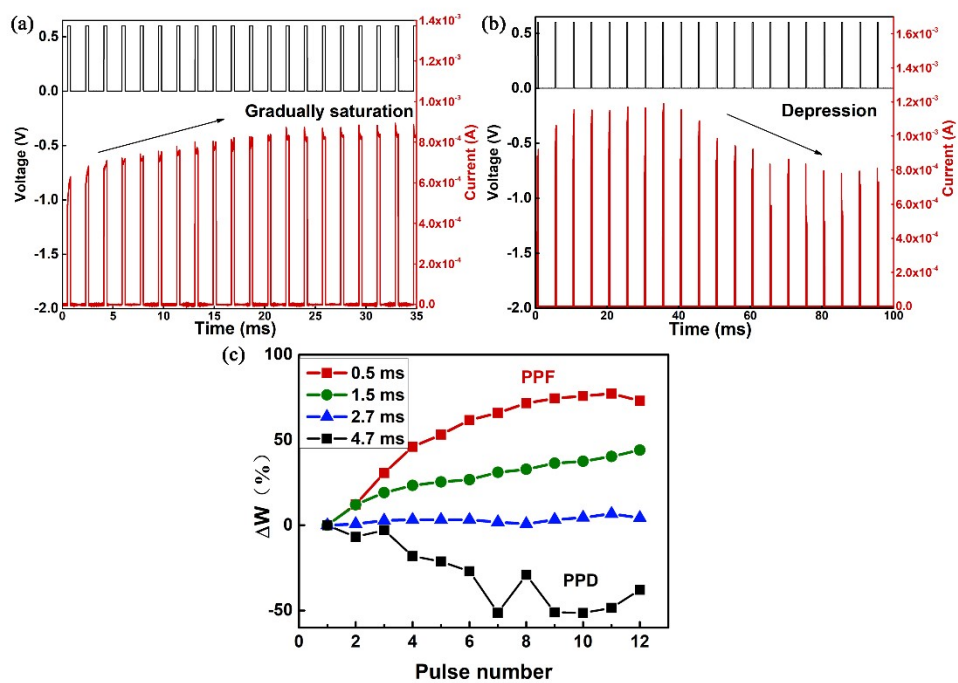 (a)
0.5
0.0
-0.5
-1.0
-1.5
-2.0
Voltage (V)
Gradually saturation
1.4x10⁻³
1.2x10⁻³
1.0x10⁻³
8.0x10⁻⁴
6.0x10⁻⁴
4.0x10⁻⁴
2.0x10⁻⁴
0.0
Current (A)
0 5 10 15 20 25 30 35
Time (ms)
(b)
0.5
0.0
-0.5
-1.0
-1.5
-2.0
Voltage (V)
Depression
1.6x10⁻³
1.4x10⁻³
1.2x10⁻³
1.0x10⁻³
8.0x10⁻⁴
6.0x10⁻⁴
4.0x10⁻⁴
2.0x10⁻⁴
0.0
Current (A)
0 20 40 60 80 100
Time (ms)
(c)
100
50
0
-50
ΔW (%)
0.5 ms
1.5 ms
2.7 ms
4.7 ms
PPF
PPD
0 2 4 6 8 10 12
Pulse number